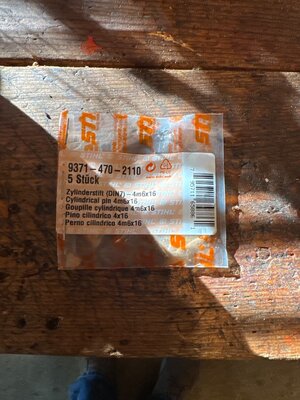 STIHL
9371-470-2110
5 Stück
Zylinderstift (DIN7) - 4m6x16
Cylindrical pin 4m6x16
Goupille cylindrique 4m6x16
Pino cilíndrico 4x16
Perno cilindrico 4m6x16